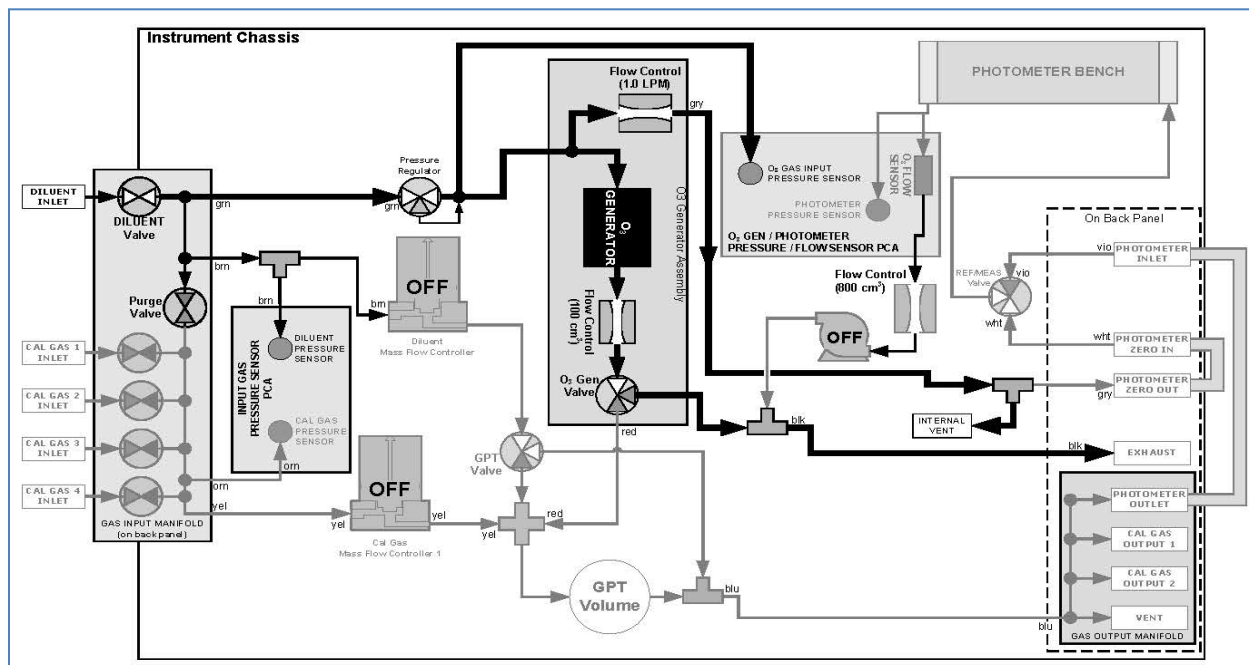 Instrument Chassis
Flow Control
(1.0 LPM)
gry
PHOTOMETER BENCH
Pressure
Regulator
O₃ GAS INPUT
PRESSURE SENSOR
O₃ FLOW
SENSOR
PHOTOMETER
PRESSURE SENSOR
O₃ GEN / PHOTOMETER
PRESSURE / FLOW SENSOR PCA
O₃
GENERATOR
O3 Generator Assembly
DILUENT
INLET
DILUENT
Valve
grn
grn
On Back Panel
PHOTOMETER
INLET
vio
REF/MEAS
Valve
vio
wht
wht
PHOTOMETER
ZERO IN
PHOTOMETER
ZERO OUT
gry
brn
brn
brn
OFF
Diluent
Mass Flow Controller
Purge
Valve
Flow Control
(100 cm³)
Flow Control
(800 cm³)
OFF
CAL GAS 1
INLET
CAL GAS 2
INLET
CAL GAS 3
INLET
CAL GAS 4
INLET
DILUENT
PRESSURE
SENSOR
INPUT GAS
PRESSURE SENSOR
PCA
CAL GAS
PRESSURE
SENSOR
orn
orn
O₃ Gen
Valve
red
blk
INTERNAL
VENT
blk
EXHAUST
GPT
Valve
OFF
yel
yel
yel
yel
red
GAS INPUT MANIFOLD
(on back panel)
Cal Gas
Mass Flow Controller 1
GPT
Volume
blu
blu
PHOTOMETER
OUTLET
CAL GAS
OUTPUT 1
CAL GAS
OUTPUT 2
VENT
GAS OUTPUT MANIFOLD